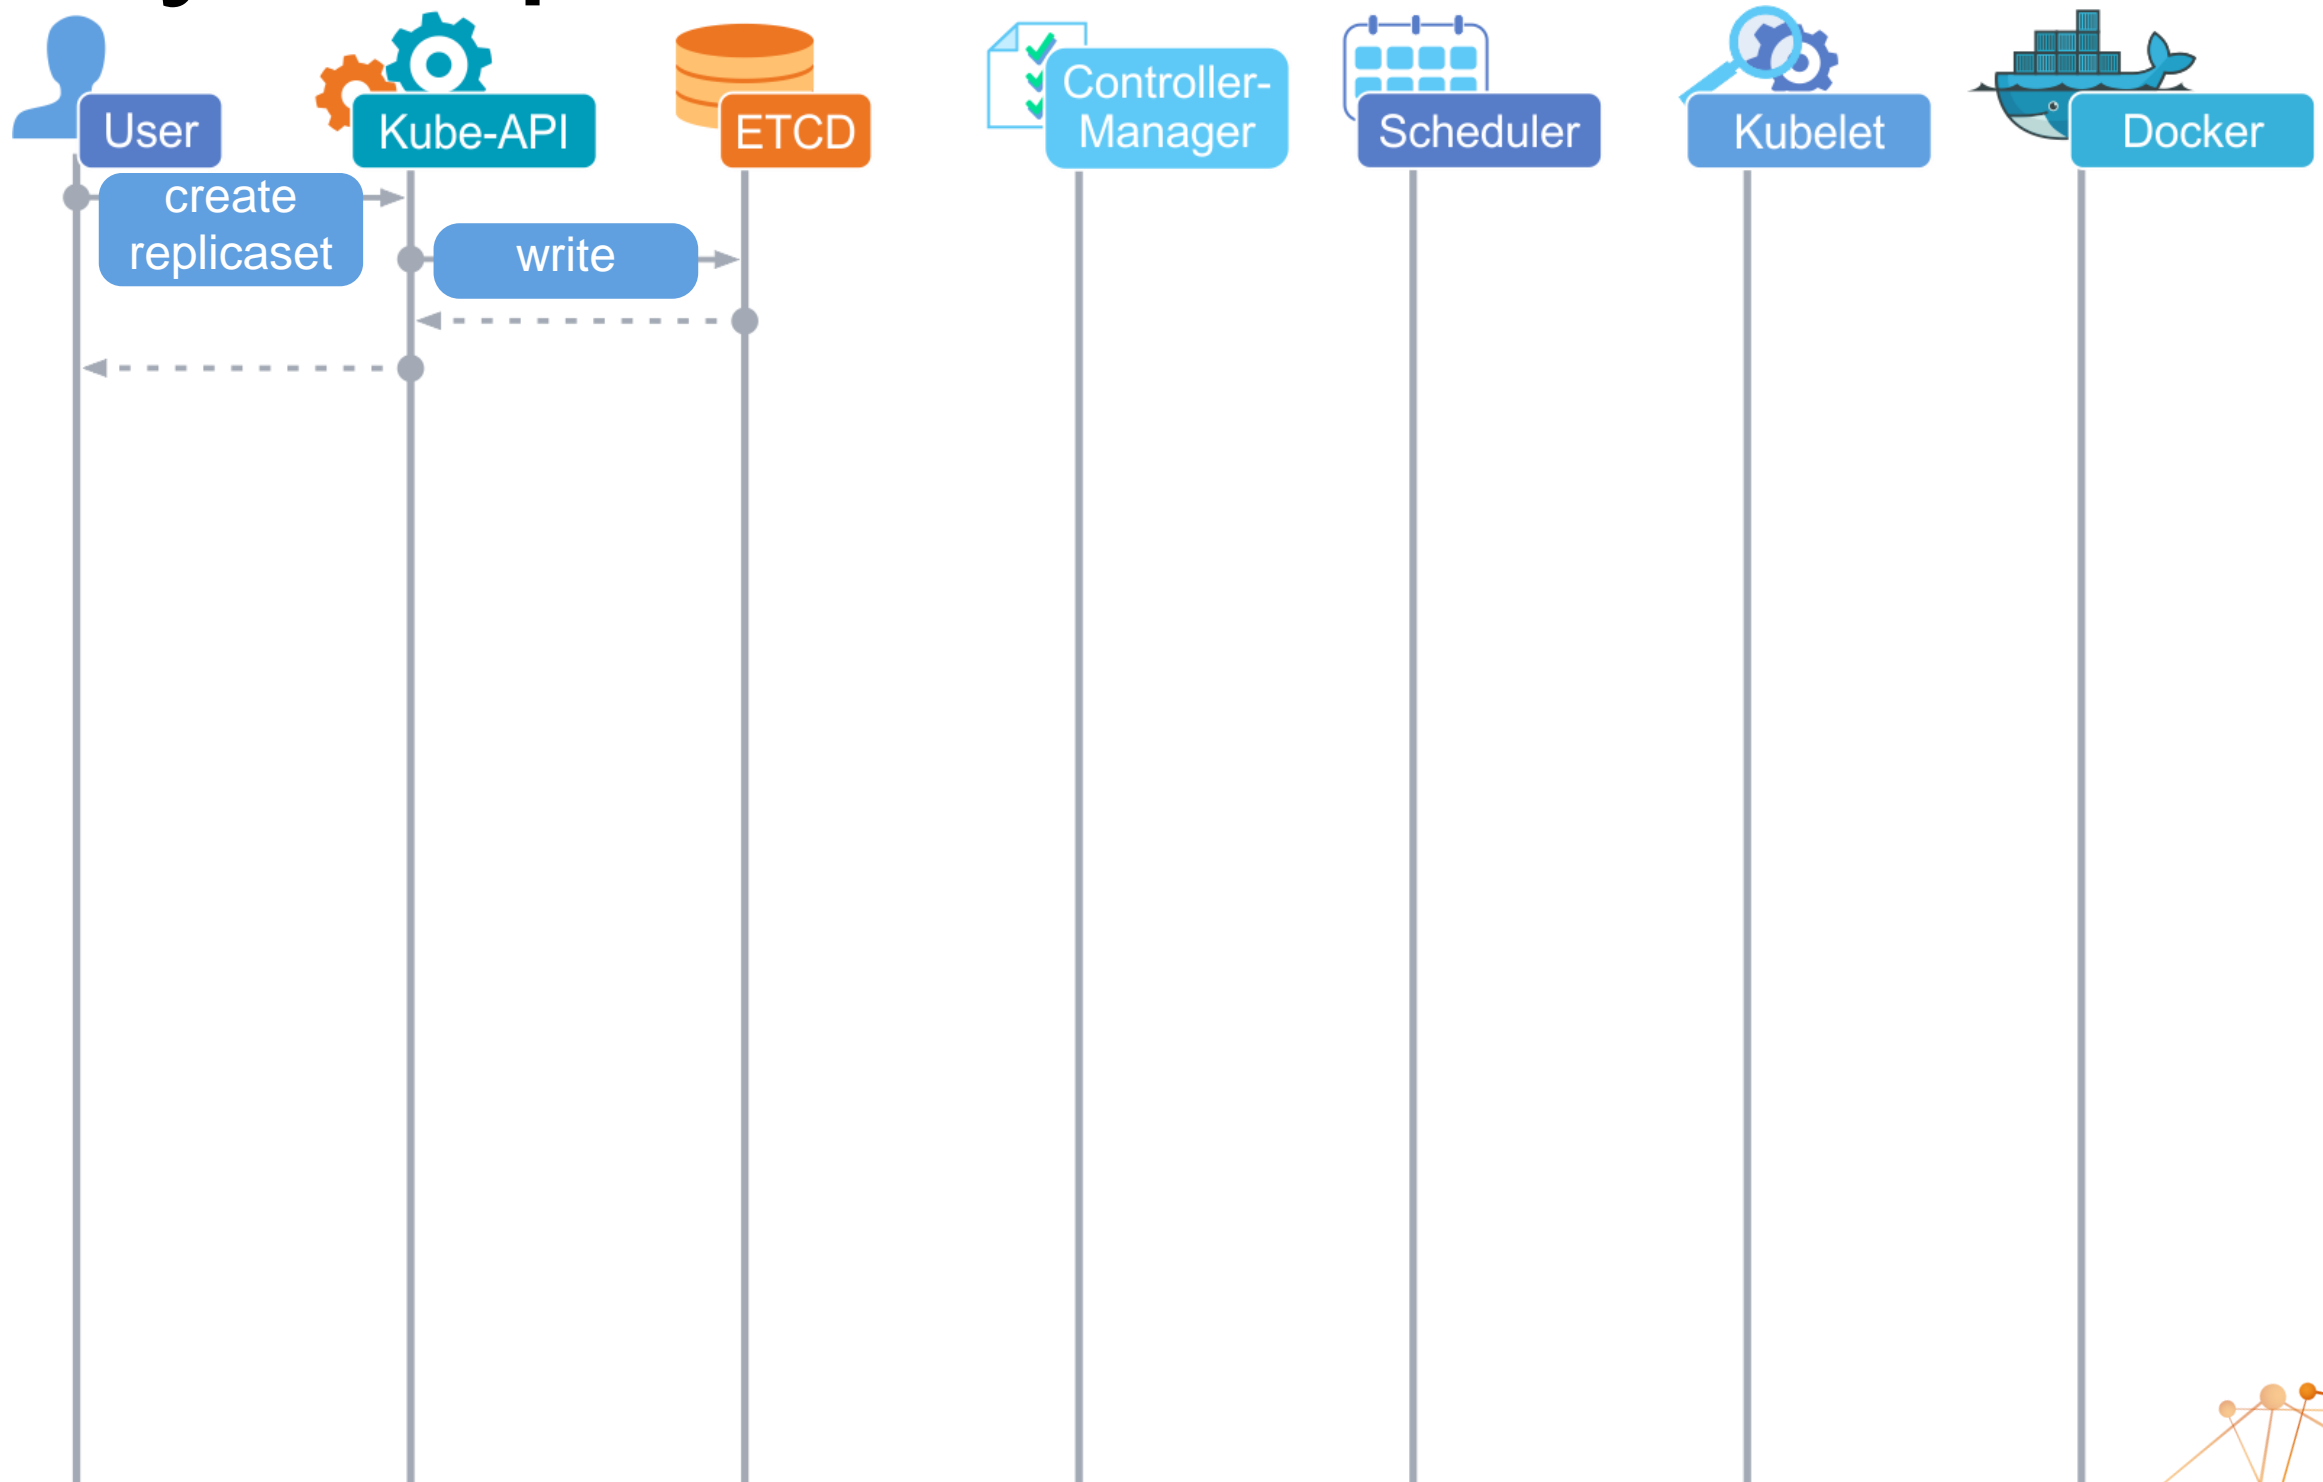 User
Kube-API
ETCD
Controller-
Manager
Scheduler
Kubelet
Docker
create
replicaset
write